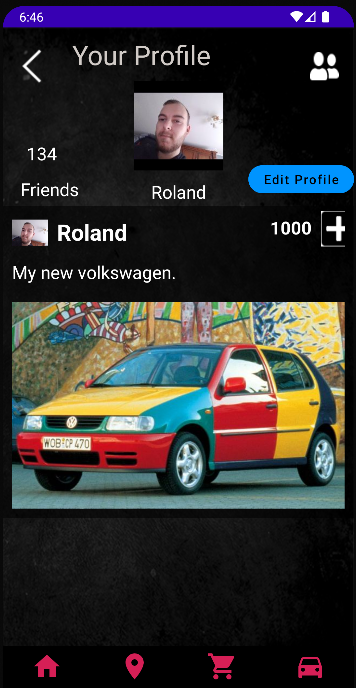 6:46
Your Profile
134
Friends
Roland
Edit Profile
Roland
1000
My new volkswagen.
WOB CP 470